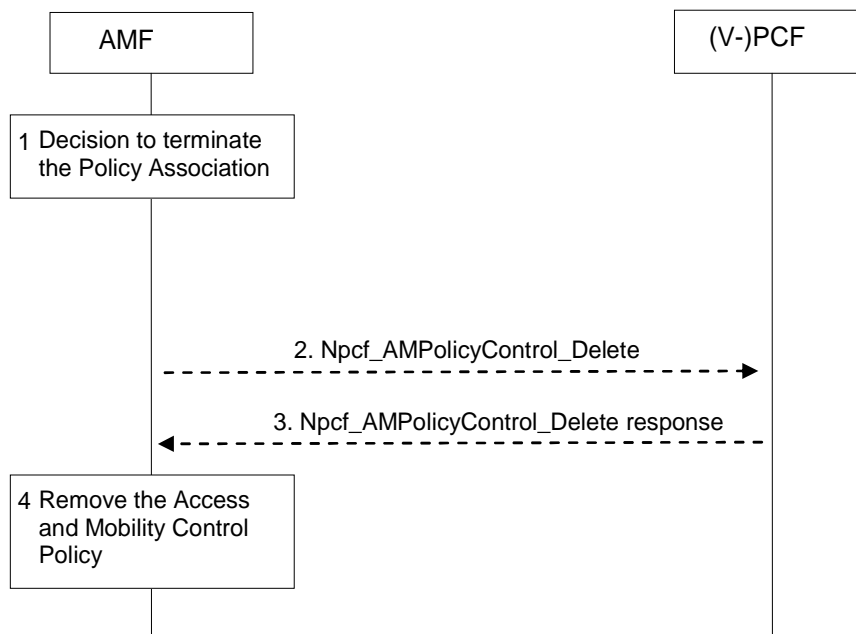 AMF
(V-)PCF
1 Decision to terminate
the Policy Association
2. Npcf_AMPolicyControl_Delete
3. Npcf_AMPolicyControl_Delete response
4 Remove the Access
and Mobility Control
Policy